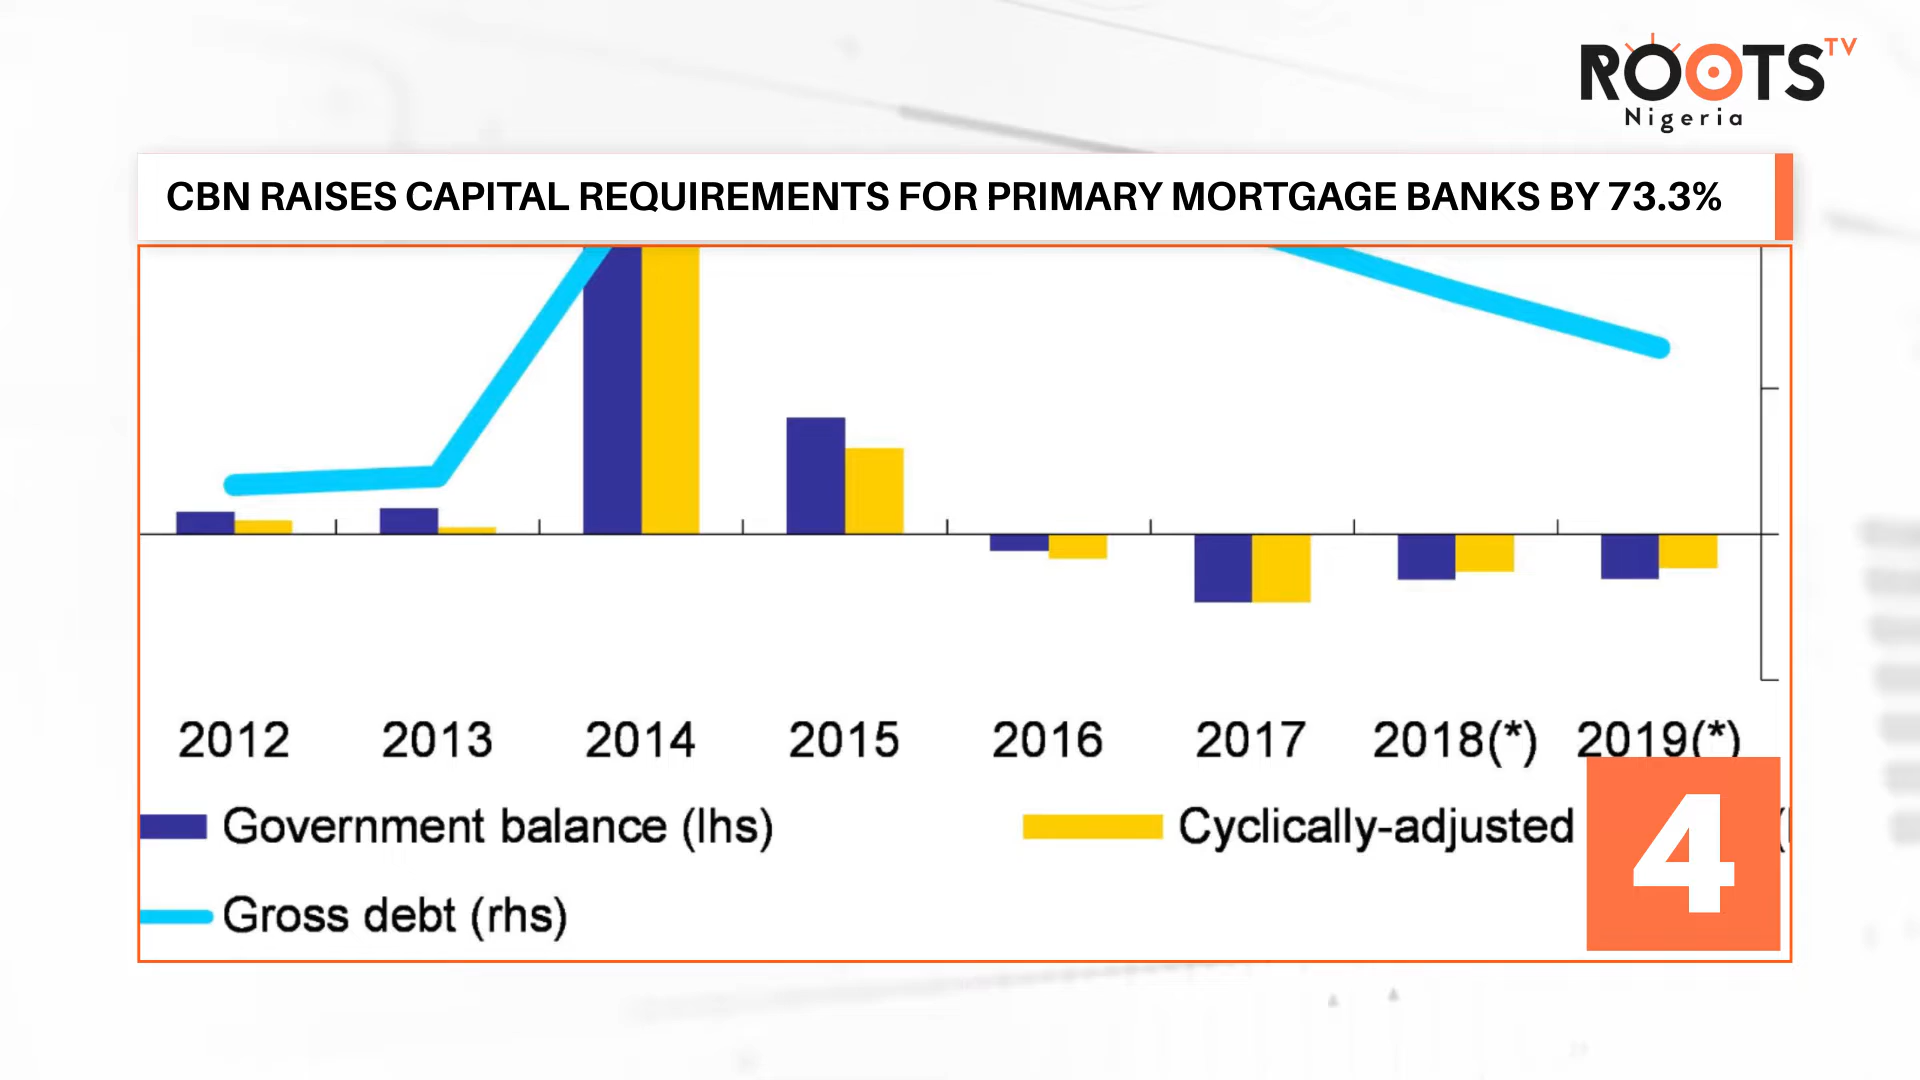 ROOTS TV
Nigeria
CBN RAISES CAPITAL REQUIREMENTS FOR PRIMARY MORTGAGE BANKS BY 73.3%
2012 2013 2014 2015 2016 2017 2018(*) 2019(*)
Government balance (lhs) Cyclically-adjusted
Gross debt (rhs)
4